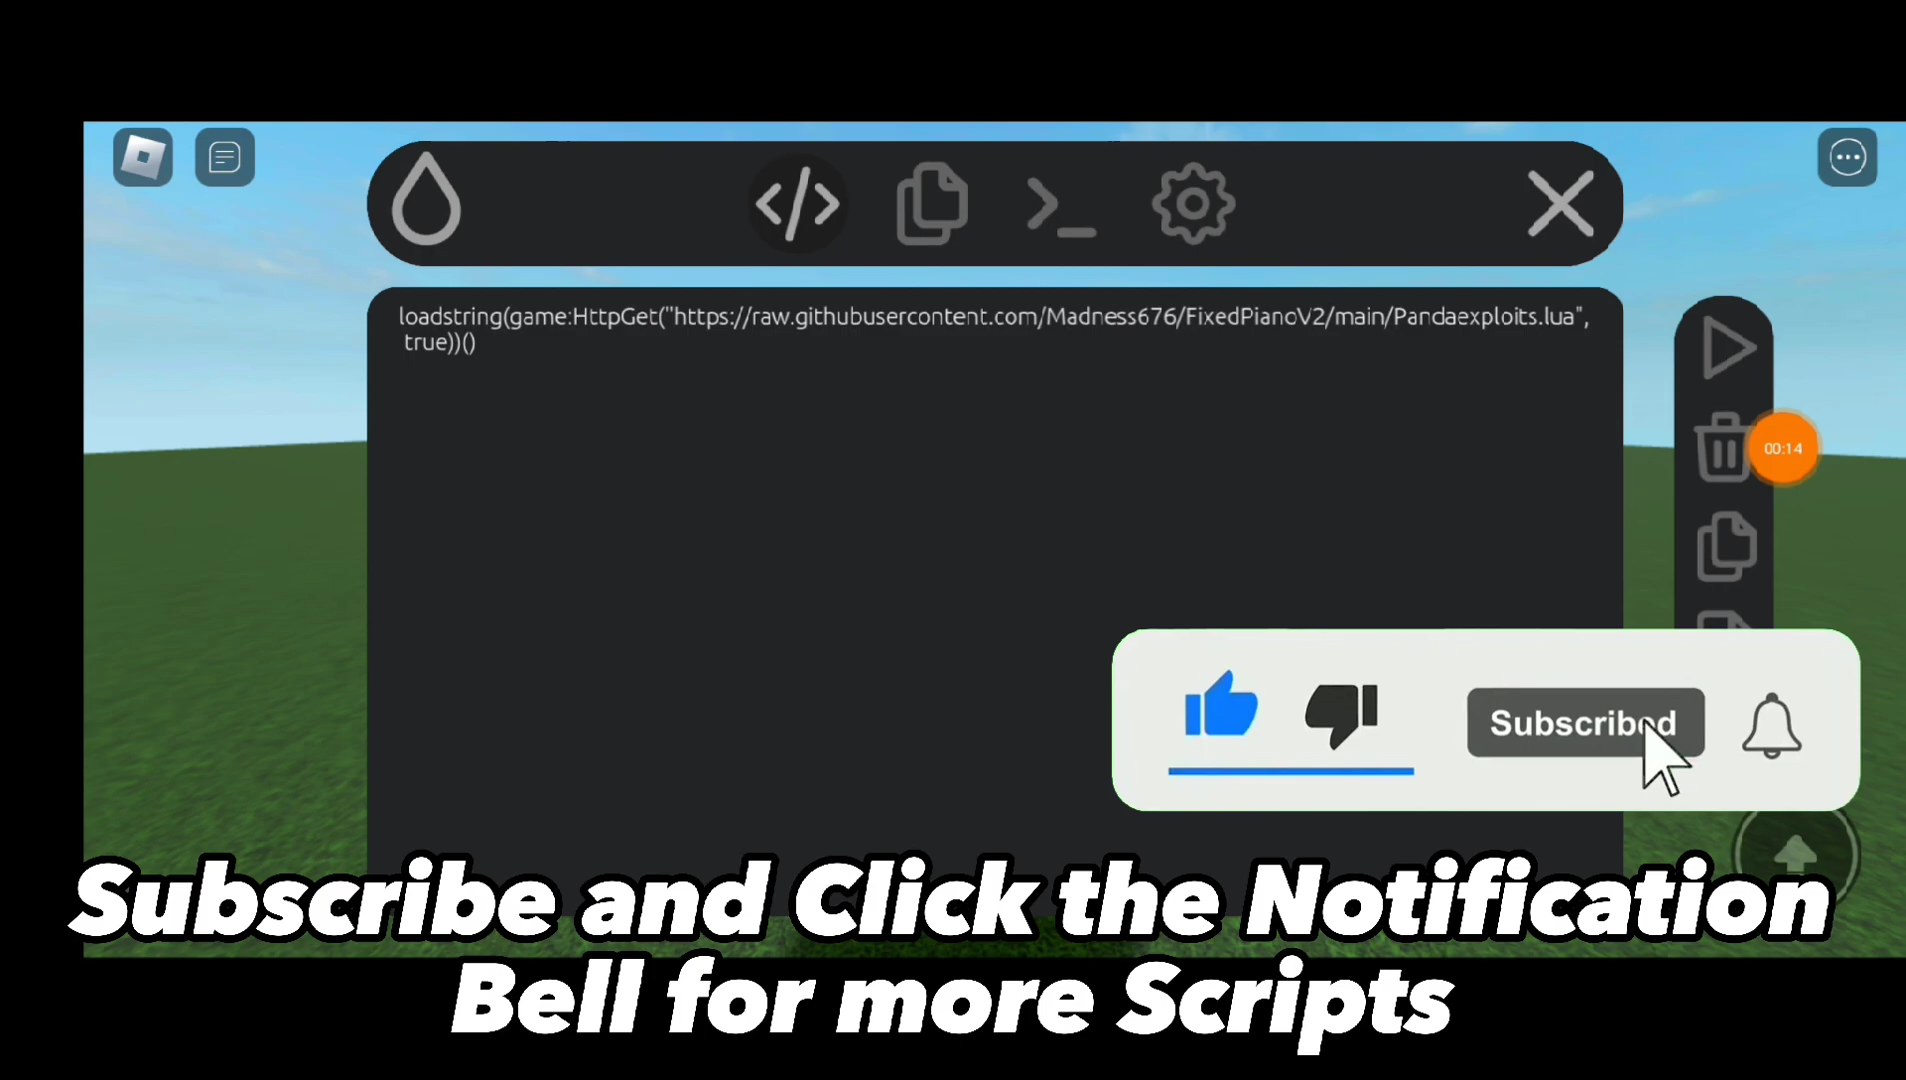 loadstring(game:HttpGet("https://raw.githubusercontent.com/Madness676/FixedPianoV2/main/Pandaexploits.lua",
true))()
00:14
Subscribed
Subscribe and Click the Notification
Bell for more Scripts